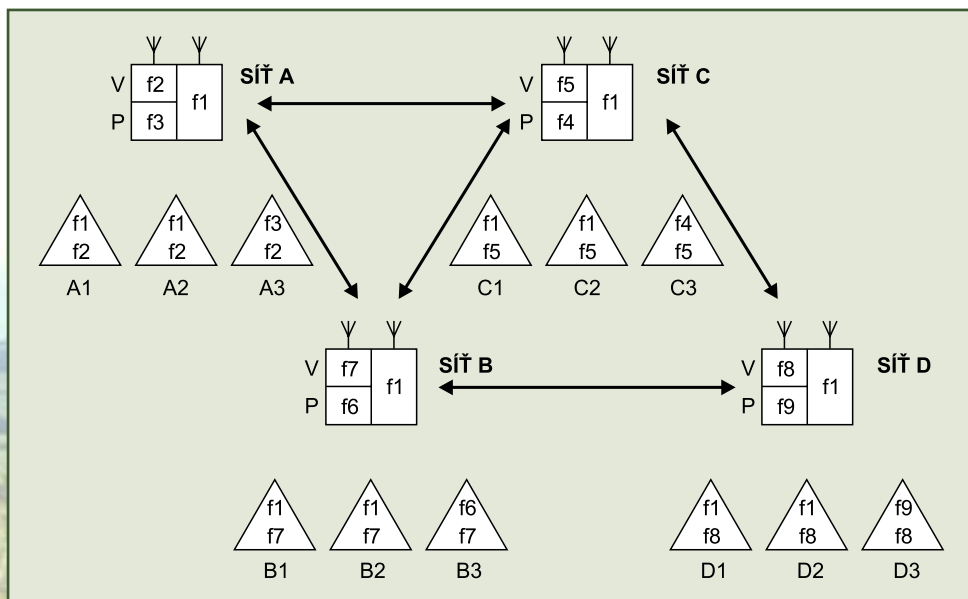 SÍŤ A
V f2 f1
P f3
SÍŤ C
V f5 f1
P f4
f1 f1 f3
f2 f2 f2
A1 A2 A3
f1 f1 f4
f5 f5 f5
C1 C2 C3
SÍŤ B
V f7 f1
P f6
SÍŤ D
V f8 f1
P f9
f1 f1 f6
f7 f7 f7
B1 B2 B3
f1 f1 f9
f8 f8 f8
D1 D2 D3